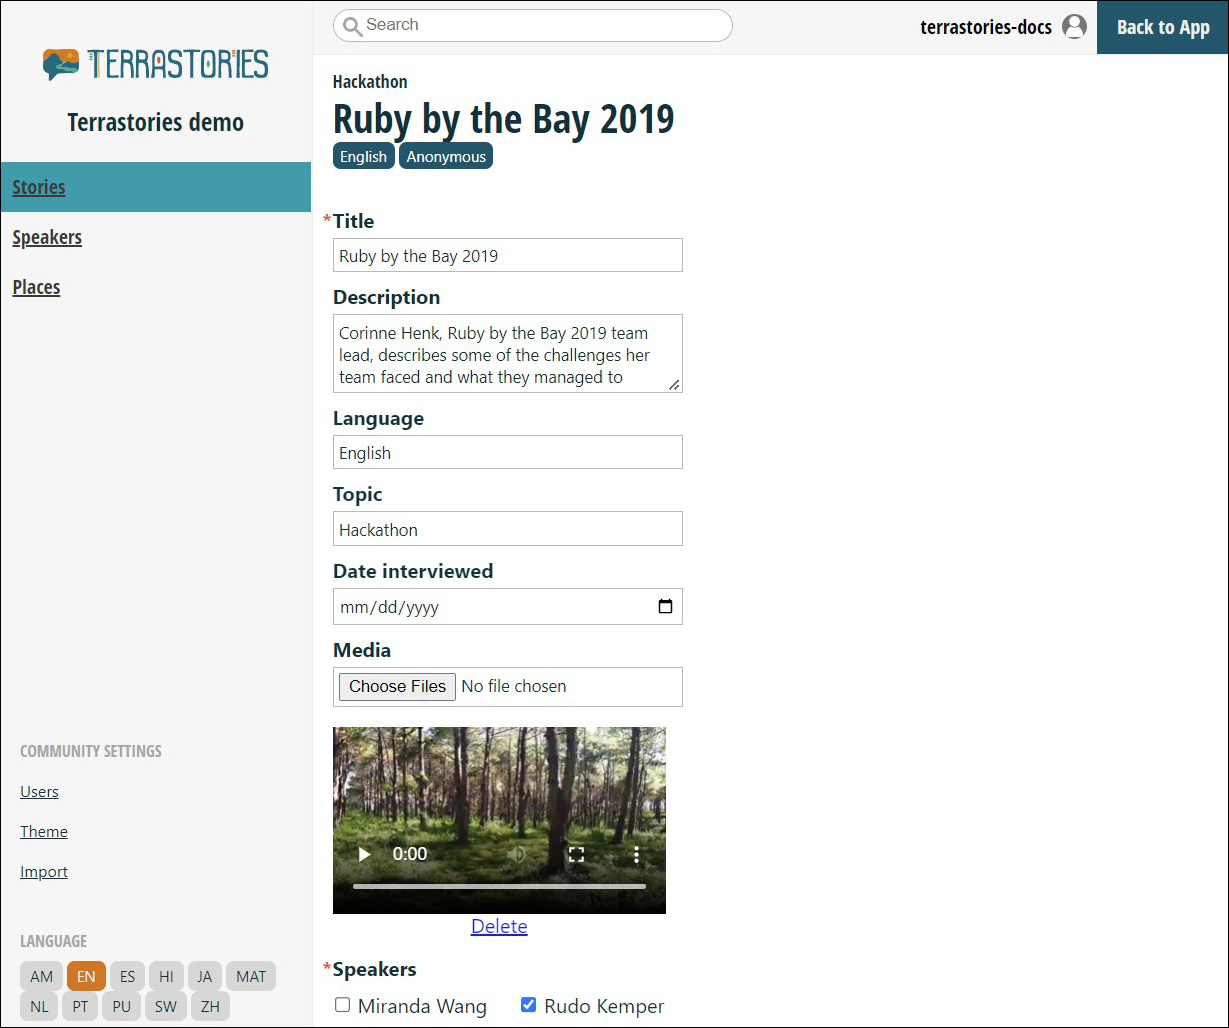 TERRASTORIES
Terrastories demo
Stories
Speakers
Places
COMMUNITY SETTINGS
Users
Theme
Import
LANGUAGE
AM EN ES HI JA MAT
NL PT PU SW ZH
Search
terrastories-docs
Back to App
Hackathon
Ruby by the Bay 2019
English Anonymous
*Title
Ruby by the Bay 2019
Description
Corinne Henk, Ruby by the Bay 2019 team
lead, describes some of the challenges her
team faced and what they managed to
Language
English
Topic
Hackathon
Date interviewed
mm/dd/yyyy
Media
Choose Files No file chosen
0:00
Delete
*Speakers
Miranda Wang Rudo Kemper